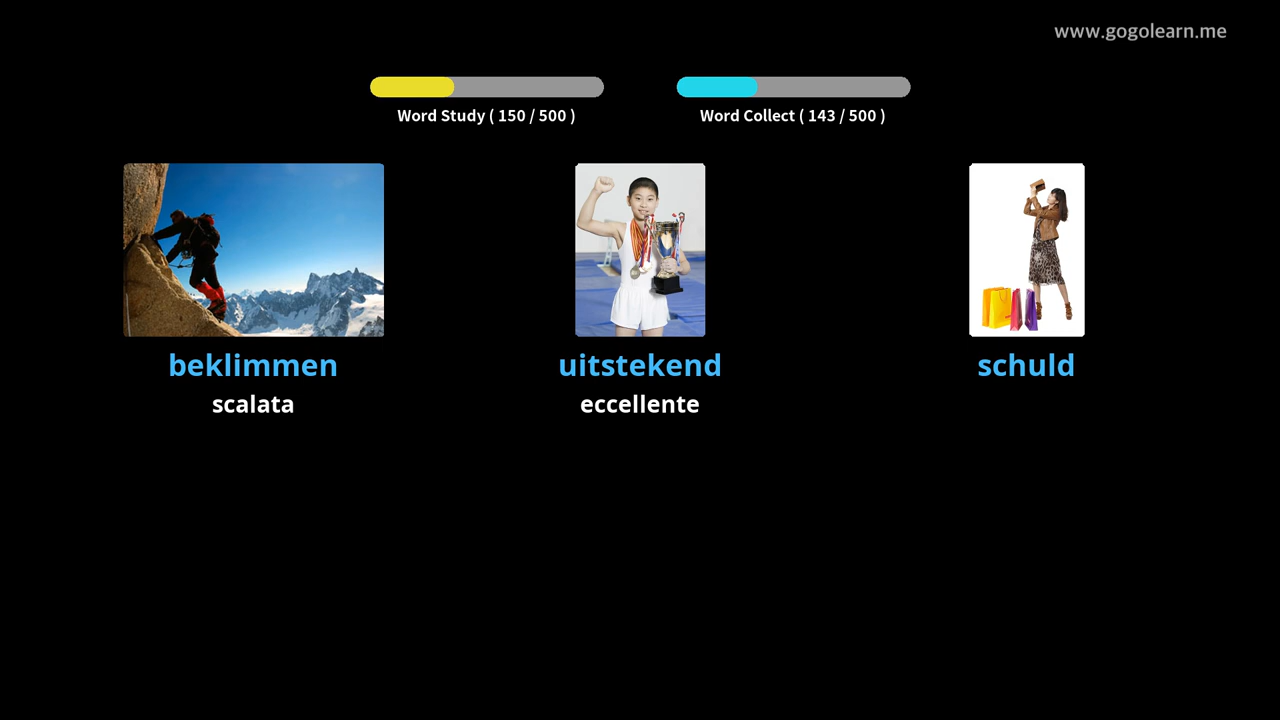 www.gogolearn.me
Word Study ( 150 / 500 )
Word Collect ( 143 / 500 )
beklimmen
scalata
uitstekend
eccellente
schuld